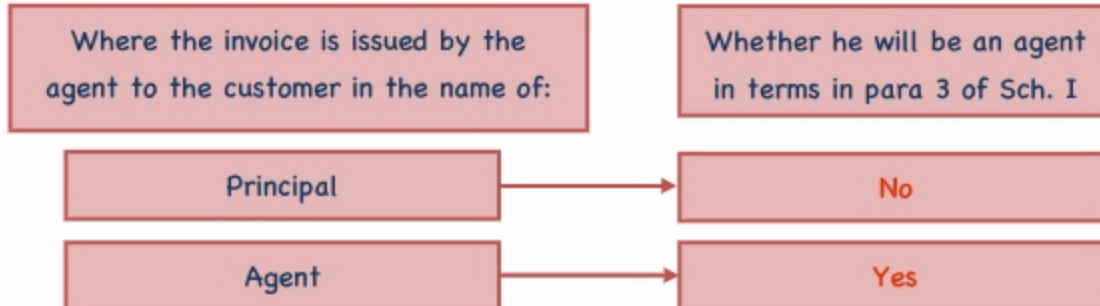 Where the invoice is issued by the
agent to the customer in the name of:
Whether he will be an agent
in terms in para 3 of Sch. I
Principal
No
Agent
Yes